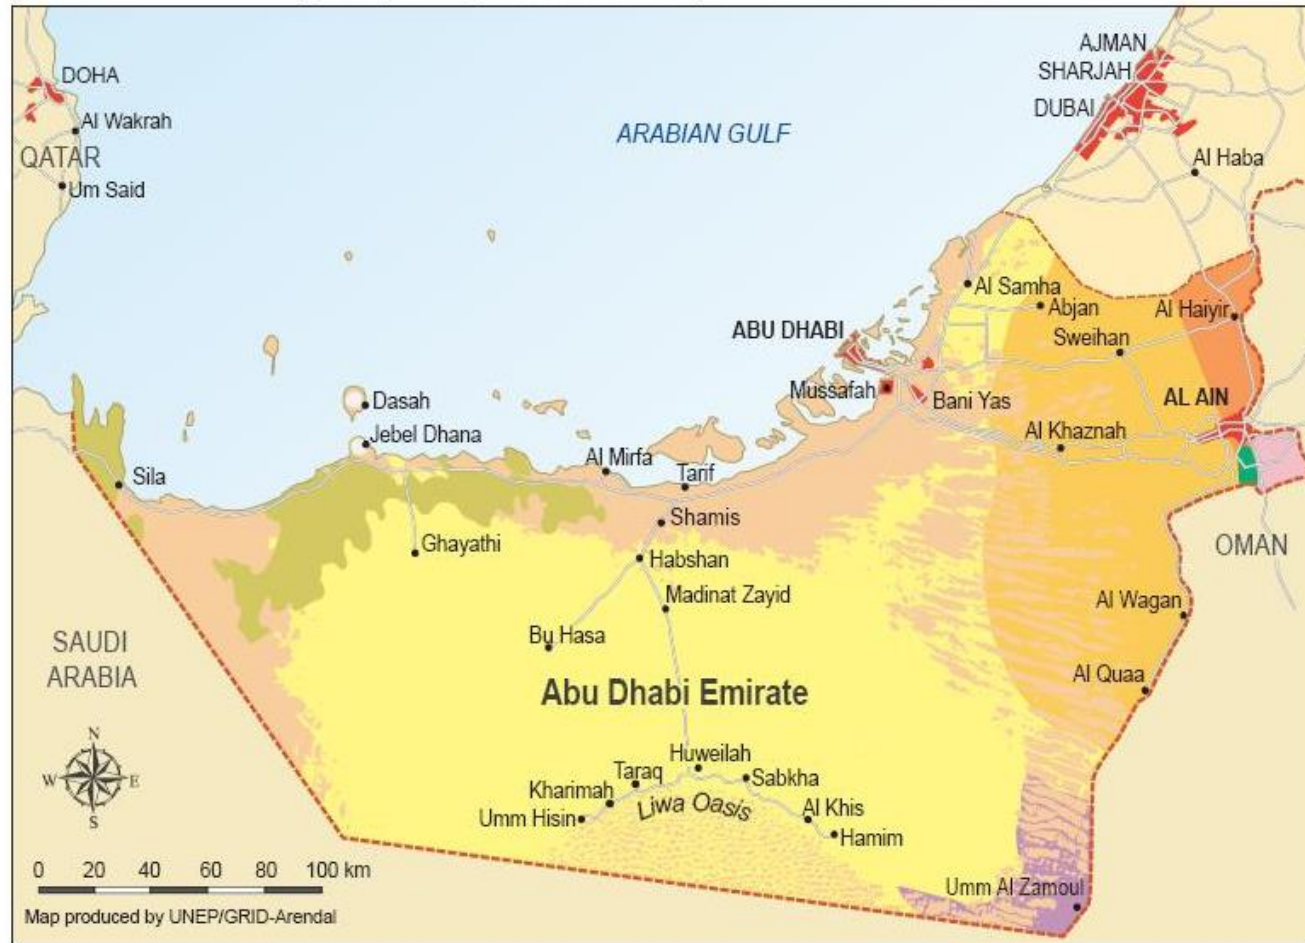 AJMAN
SHARJAH
DUBAI
DOHA
Al Wakrah
QATAR
Um Said
ARABIAN GULF
Al Haba
Al Samha
Abjan
Al Haiyir
ABU DHABI
Sweihan
Mussafah
Bani Yas
AL AIN
Dasah
Jebel Dhana
Al Khaznah
Al Mirfa
Tarif
Sila
Shamis
Ghayathi
Habshan
OMAN
Madinat Zayid
Al Wagan
Bu Hasa
SAUDI
ARABIA
Al Quaa
Abu Dhabi Emirate
N
W
E
S
Huweilah
Taraq
Sabkha
Kharimah
Liwa Oasis
Al Khis
Umm Hisin
Hamim
0 20 40 60 80 100 km
Umm Al Zamoul
Map produced by UNEP/GRID-Arendal